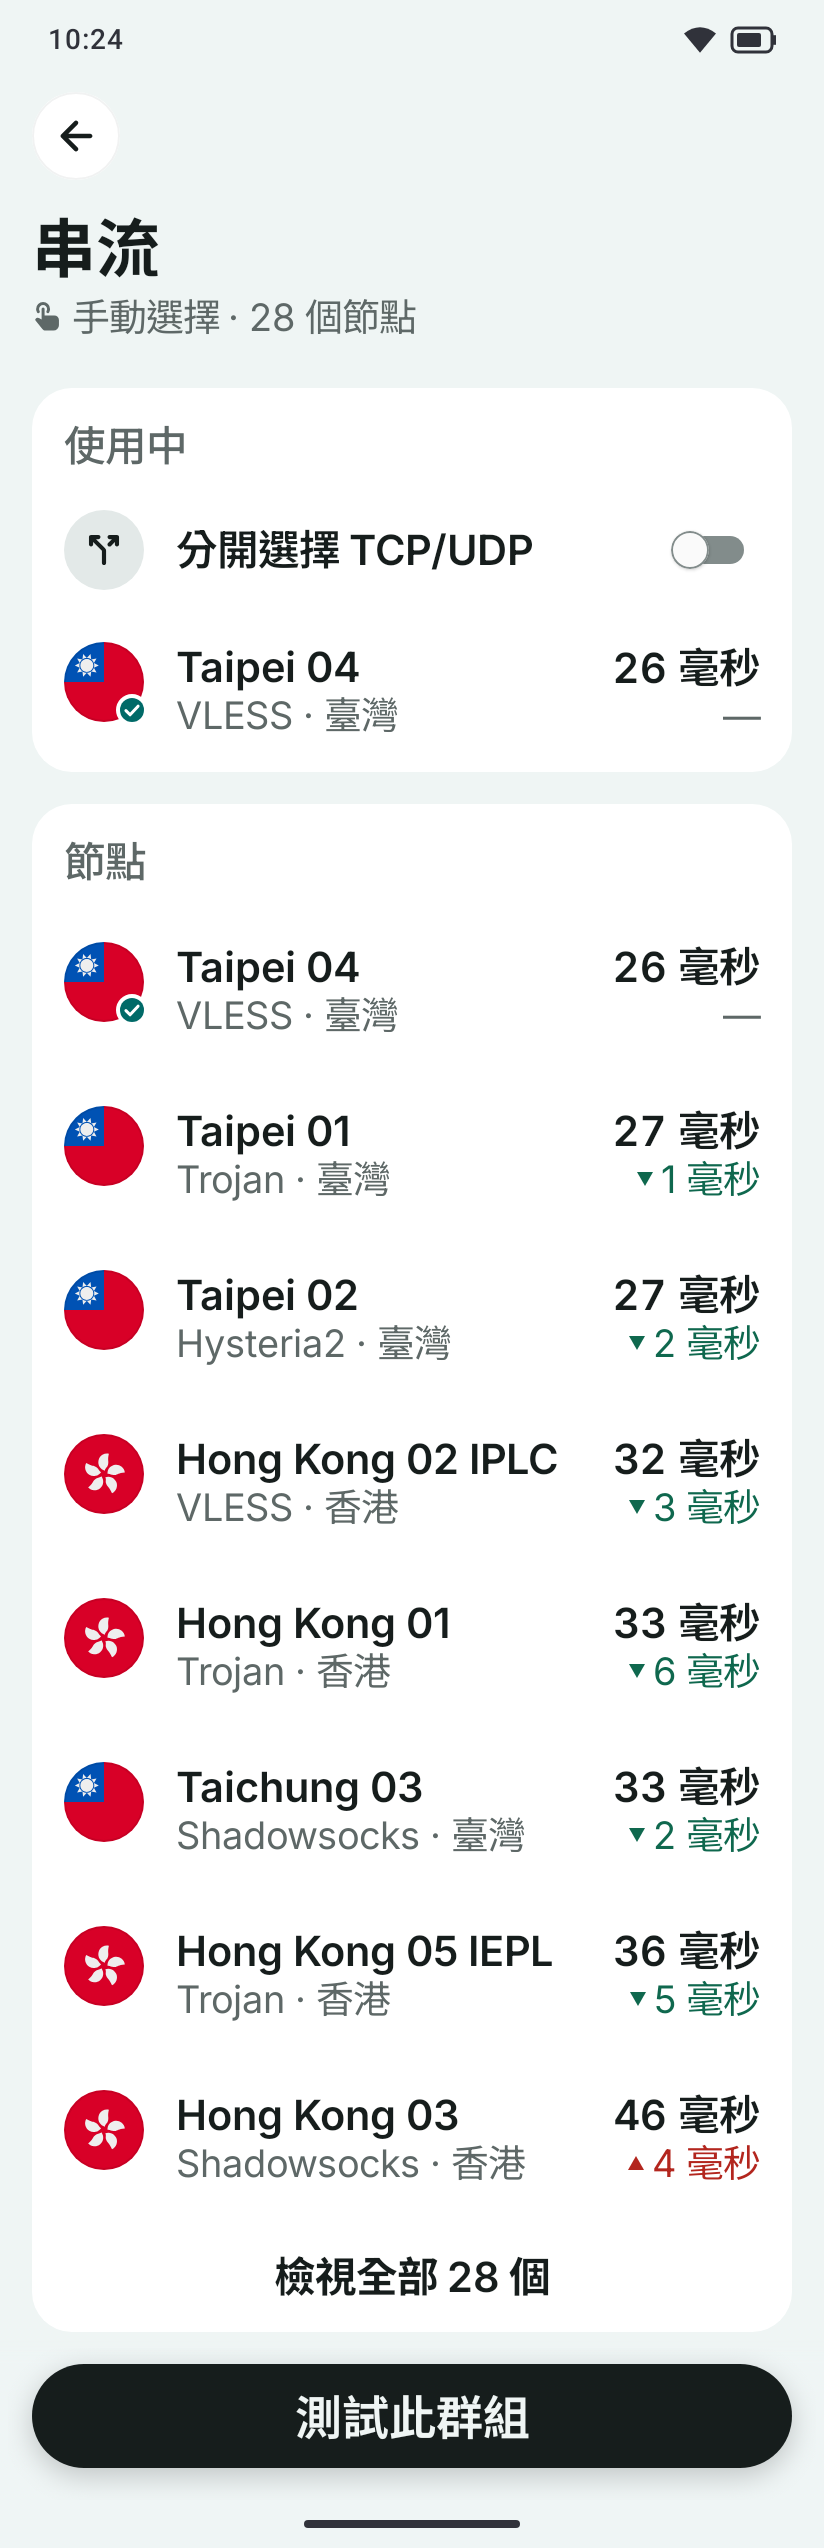 10:24
串流
手動選擇 · 28 個節點
使用中
分開選擇 TCP/UDP
Taipei 04
26 毫秒
VLESS · 臺灣
—
節點
Taipei 04
26 毫秒
VLESS · 臺灣
—
Taipei 01
27 毫秒
Trojan · 臺灣
▼1 毫秒
Taipei 02
27 毫秒
Hysteria2 · 臺灣
▼2 毫秒
Hong Kong 02 IPLC
32 毫秒
VLESS · 香港
▼3 毫秒
Hong Kong 01
33 毫秒
Trojan · 香港
▼6 毫秒
Taichung 03
33 毫秒
Shadowsocks · 臺灣
▼2 毫秒
Hong Kong 05 IEPL
36 毫秒
Trojan · 香港
▼5 毫秒
Hong Kong 03
46 毫秒
Shadowsocks · 香港
▲4 毫秒
檢視全部 28 個
測試此群組